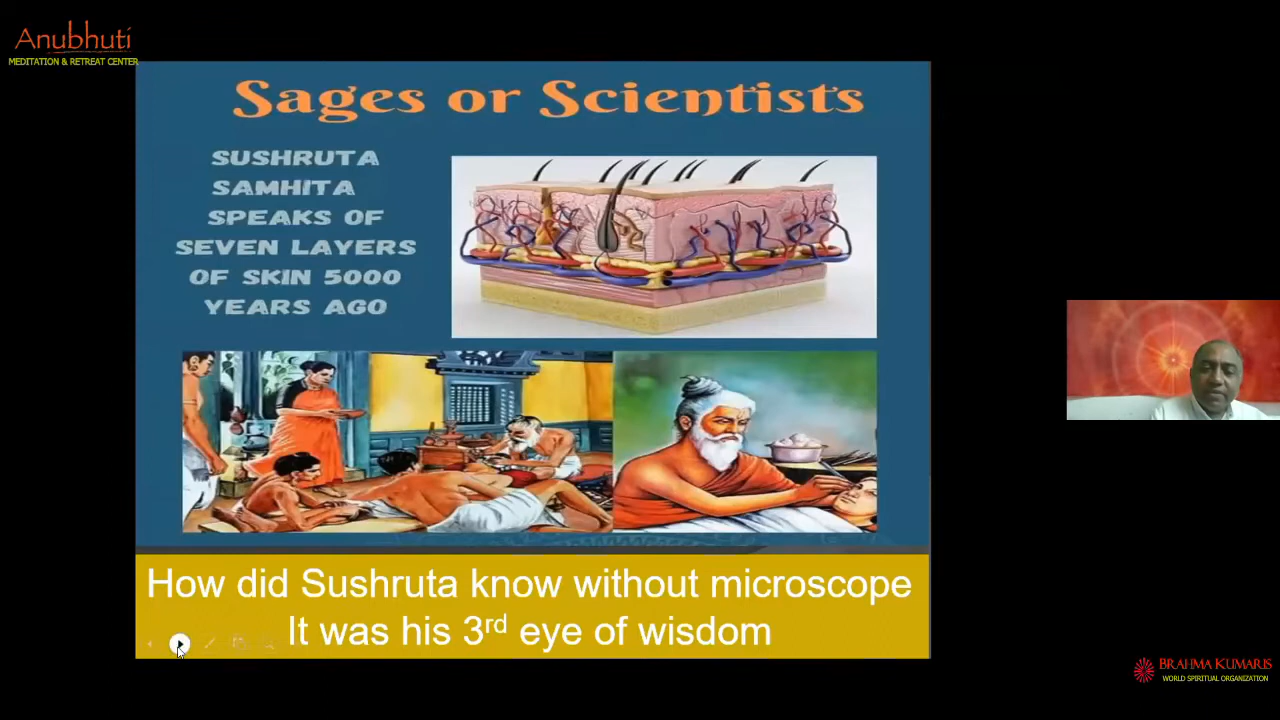 Anubhuti
MEDITATION & RETREAT CENTER
Sages or Scientists
SUSHRUTA
SAMHITA
SPEAKS OF
SEVEN LAYERS
OF SKIN 5000
YEARS AGO
How did Sushruta know without microscope
It was his 3rd eye of wisdom
BRAHMA KUMARIS
WORLD SPIRITUAL ORGANIZATION